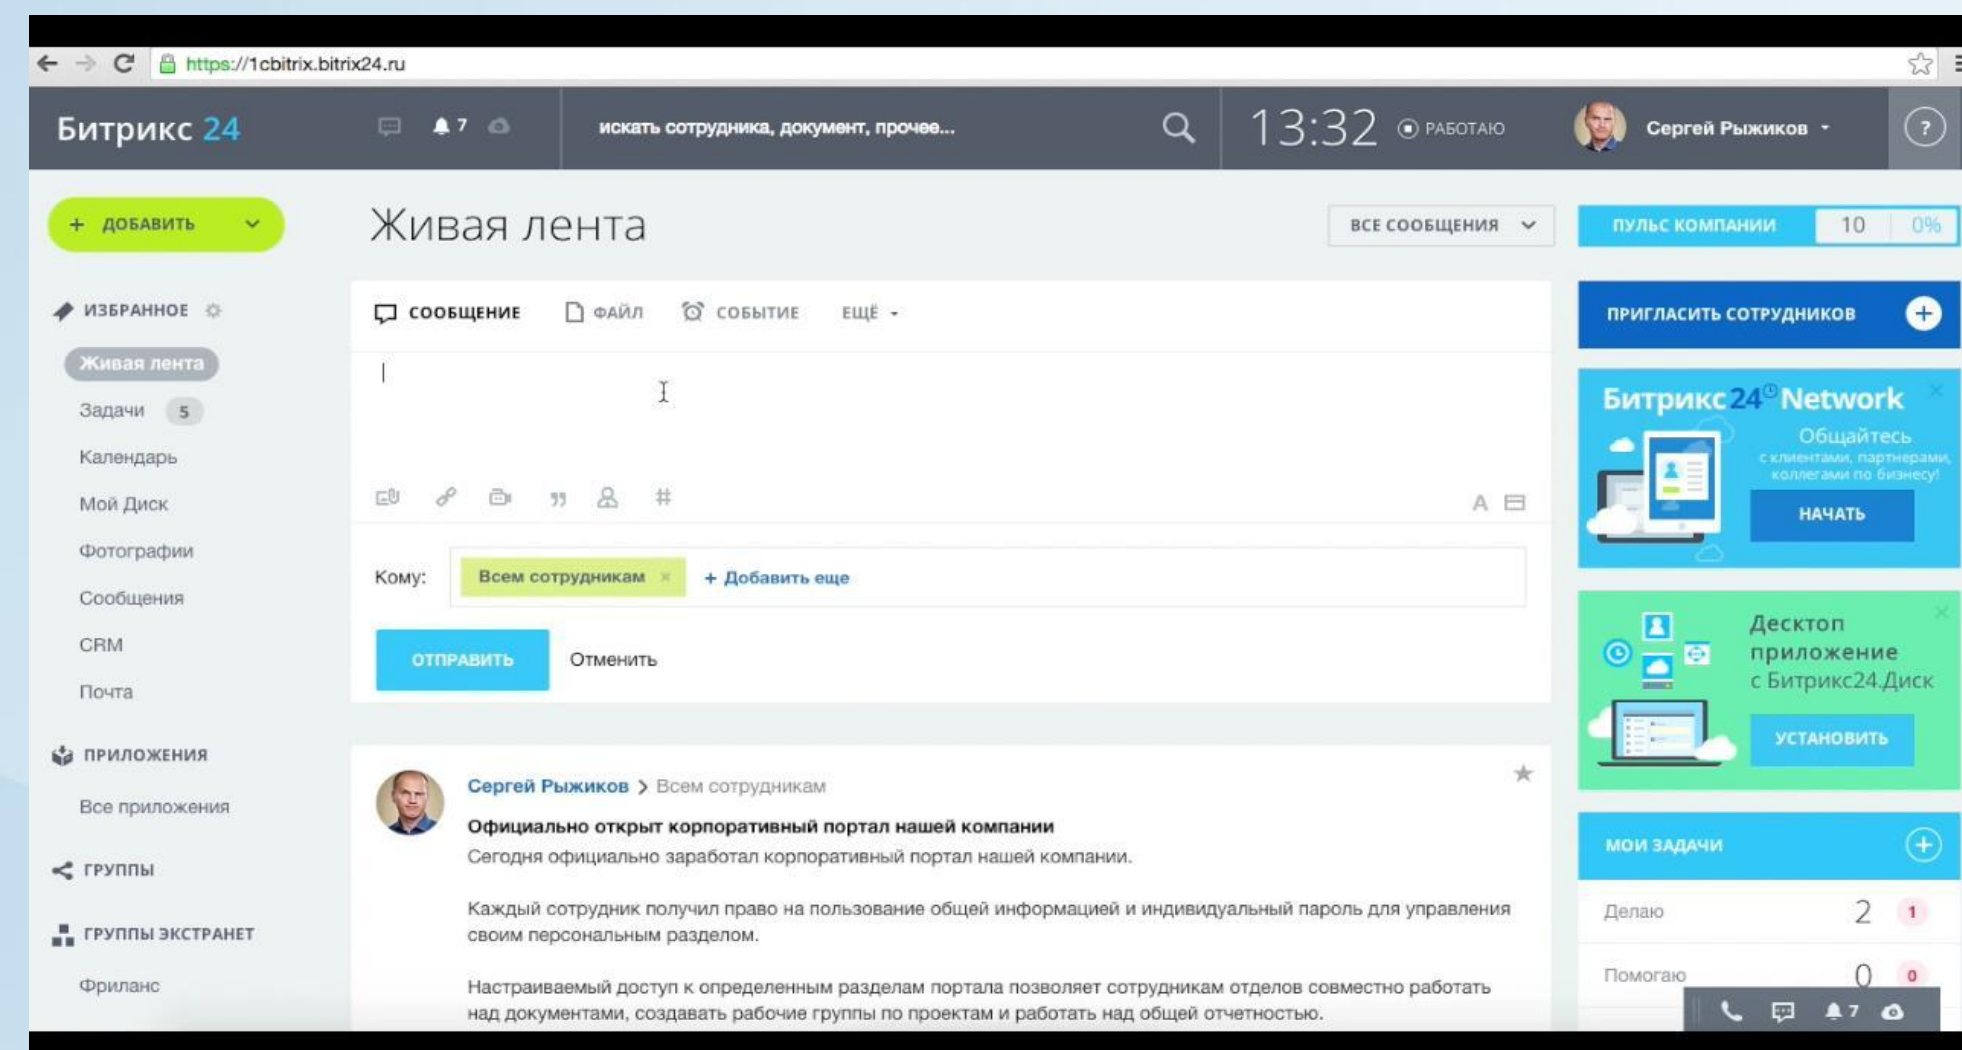 https://1cbitrix.bitrix24.ru
Битрикс 24
7
искать сотрудника, документ, прочее...
13:32
РАБОТАЮ
Сергей Рыжиков
?
+ ДОБАВИТЬ
ИЗБРАННОЕ
Живая лента
Задачи 5
Календарь
Мой Диск
Фотографии
Сообщения
CRM
Почта
ПРИЛОЖЕНИЯ
Все приложения
ГРУППЫ
ГРУППЫ ЭКСТРАНЕТ
Фриланс
Живая лента
ВСЕ СООБЩЕНИЯ
СООБЩЕНИЕ
ФАЙЛ
СОБЫТИЕ
ЕЩЁ
A
Кому:
Всем сотрудникам ×
+ Добавить еще
ОТПРАВИТЬ
Отменить
Сергей Рыжиков > Всем сотрудникам
Официально открыт корпоративный портал нашей компании
Сегодня официально заработал корпоративный портал нашей компании.
Каждый сотрудник получил право на пользование общей информацией и индивидуальный пароль для управления
своим персональным разделом.
Настраиваемый доступ к определенным разделам портала позволяет сотрудникам отделов совместно работать
над документами, создавать рабочие группы по проектам и работать над общей отчетностью.
ПУЛЬС КОМПАНИИ 10 0%
ПРИГЛАСИТЬ СОТРУДНИКОВ
Битрикс24 Network
Общайтесь
с клиентами, партнерами,
коллегами по бизнесу!
НАЧАТЬ
Десктоп
приложение
с Битрикс24.Диск
УСТАНОВИТЬ
МОИ ЗАДАЧИ
Делаю 2 1
Помогаю 0 0
7